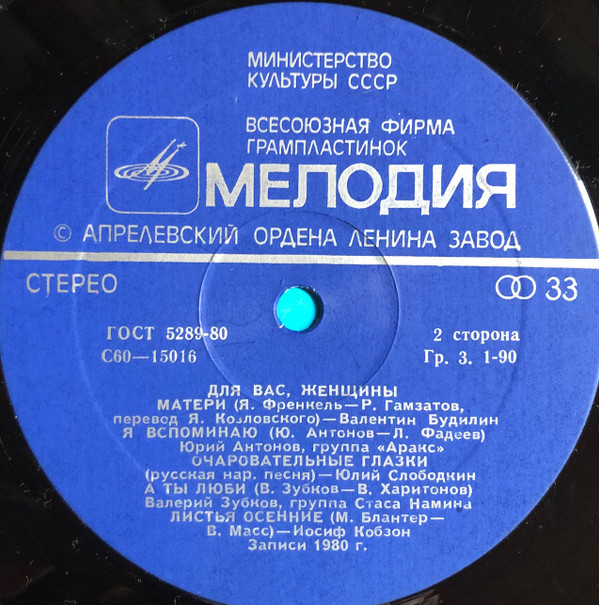 МИНИСТЕРСТВО
КУЛЬТУРЫ СССР
ВСЕСОЮЗНАЯ ФИРМА
ГРАМПЛАСТИНОК
МЕЛОДИЯ
© АПРЕЛЕВСКИЙ ОРДЕНА ЛЕНИНА ЗАВОД
СТЕРЕО
33
ГОСТ 5289-80
С60—15016
2 сторона
Гр. 3. 1-90
ДЛЯ ВАС, ЖЕНЩИНЫ
МАТЕРИ (Я. Френкель—Р. Гамзатов,
перевод Я. Козловского)—Валентин Будилин
Я ВСПОМИНАЮ (Ю. Антонов—Л. Фадеев)
Юрий Антонов, группа «Аракс»
ОЧАРОВАТЕЛЬНЫЕ ГЛАЗКИ
(русская нар. песня)—Юлий Слободкин
А ТЫ ЛЮБИ (В. Зубков—В. Харитонов)
Валерий Зубков, группа Стаса Намина
ЛИСТЬЯ ОСЕННИЕ (М. Блантер—
В. Масс)—Иосиф Кобзон
Записи 1980 г.